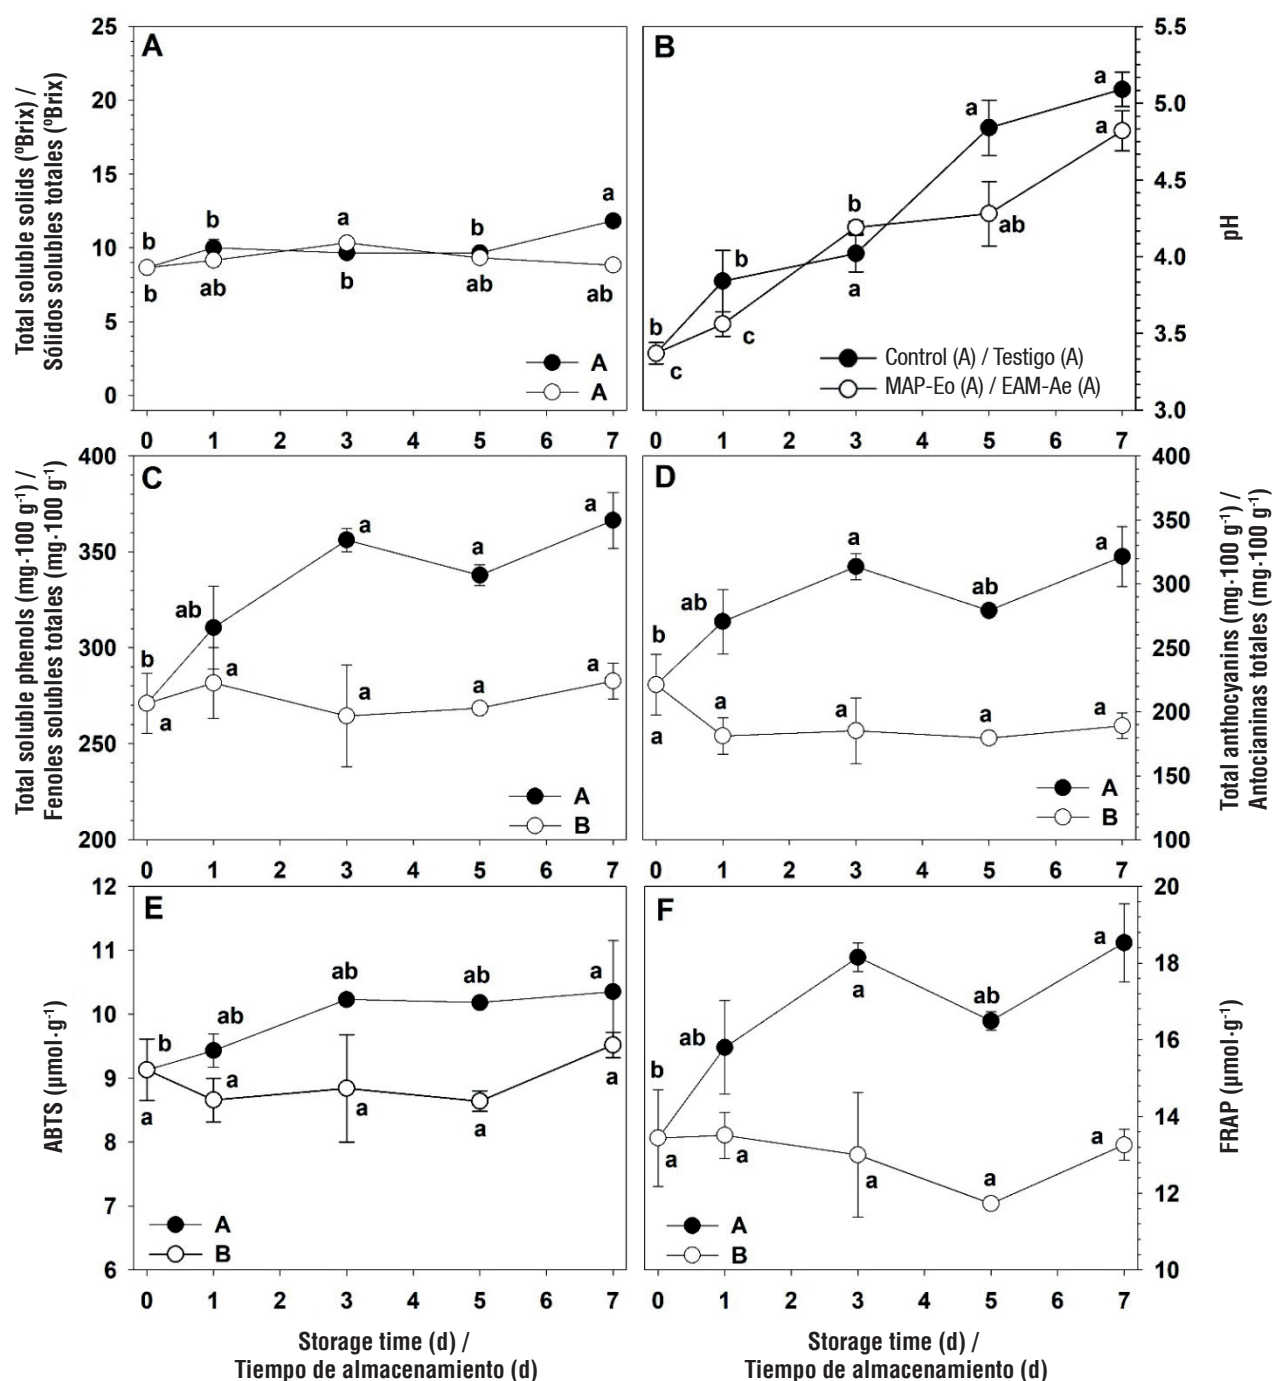 A
25
20
15
10
5
0
Total soluble solids (ºBrix) /
Sólidos solubles totales (ºBrix)
b
b
a
b
a
b
ab
b
ab
ab
A
A
0 1 2 3 4 5 6 7
B
5.5
5.0
4.5
4.0
3.5
3.0
pH
b
b
b
a
a
c
c
a
ab
a
Control (A) / Testigo (A)
MAP-Eo (A) / EAM-Ae (A)
0 1 2 3 4 5 6 7
C
400
350
300
250
200
Total soluble phenols (mg·100 g-1) /
Fenoles solubles totales (mg·100 g-1)
b
ab
a
a
a
a
a
a
a
a
A
B
0 1 2 3 4 5 6 7
D
400
350
300
250
200
150
100
Total anthocyanins (mg·100 g-1) /
Antocianinas totales (mg·100 g-1)
b
ab
a
ab
a
a
a
a
a
a
A
B
0 1 2 3 4 5 6 7
E
12
11
10
9
8
7
6
ABTS (µmol·g-1)
b
ab
ab
ab
a
a
a
a
a
a
A
B
0 1 2 3 4 5 6 7
Storage time (d) /
Tiempo de almacenamiento (d)
F
20
18
16
14
12
10
FRAP (µmol·g-1)
b
ab
a
ab
a
a
a
a
a
a
A
B
0 1 2 3 4 5 6 7
Storage time (d) /
Tiempo de almacenamiento (d)